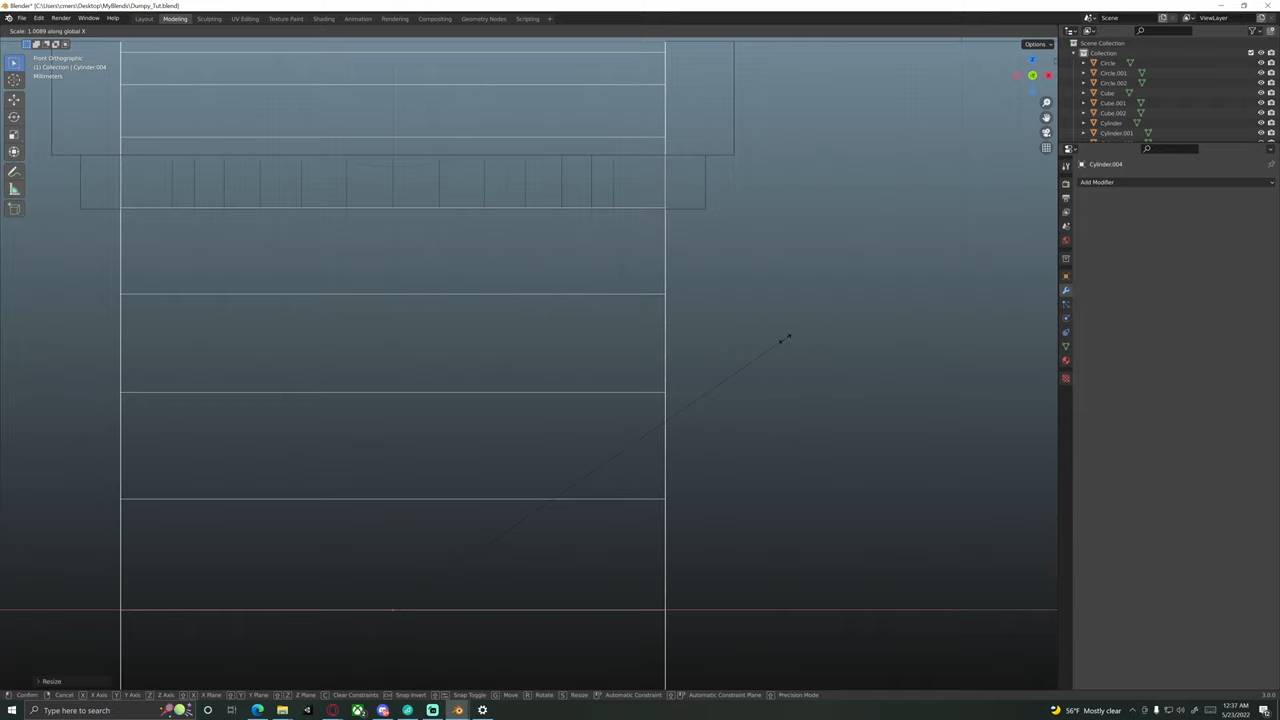 Blender* [C:\Users\cmers\Desktop\MyBlends\Dumpy_Tut.blend]
File Edit Render Window Help Layout Modeling Sculpting UV Editing Texture Paint Shading Animation Rendering Compositing Geometry Nodes Scripting + Scene ViewLayer
Scale: 1.0089 along global X
Options
Front Orthographic
(1) Collection | Cylinder.004
Millimeters
Z
Y
X
Scene Collection
Collection
Circle
Circle.001
Circle.002
Cube
Cube.001
Cube.002
Cylinder
Cylinder.001
Cylinder.004
Add Modifier
> Resize
Confirm Cancel X X Axis Y Y Axis Z Z Axis X X Plane Y Y Plane Z Z Plane C Clear Constraints Snap Invert Snap Toggle G Move R Rotate S Resize Automatic Constraint Automatic Constraint Plane Precision Mode 3.0.0
Type here to search
56°F Mostly clear
12:37 AM
5/23/2022
12